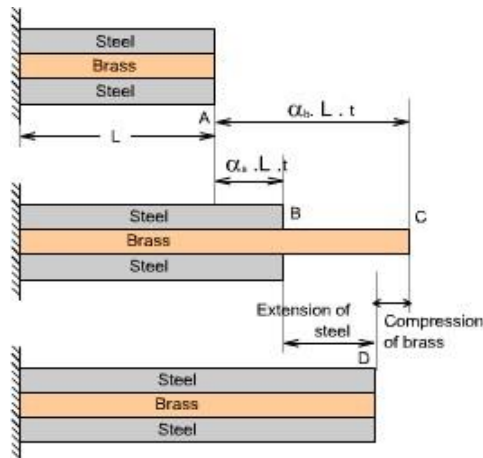 Steel
Brass
Steel
A
L
αb. L . t
αs .L .t
Steel
B
C
Brass
Steel
Extension of
steel
Compression
of brass
D
Steel
Brass
Steel